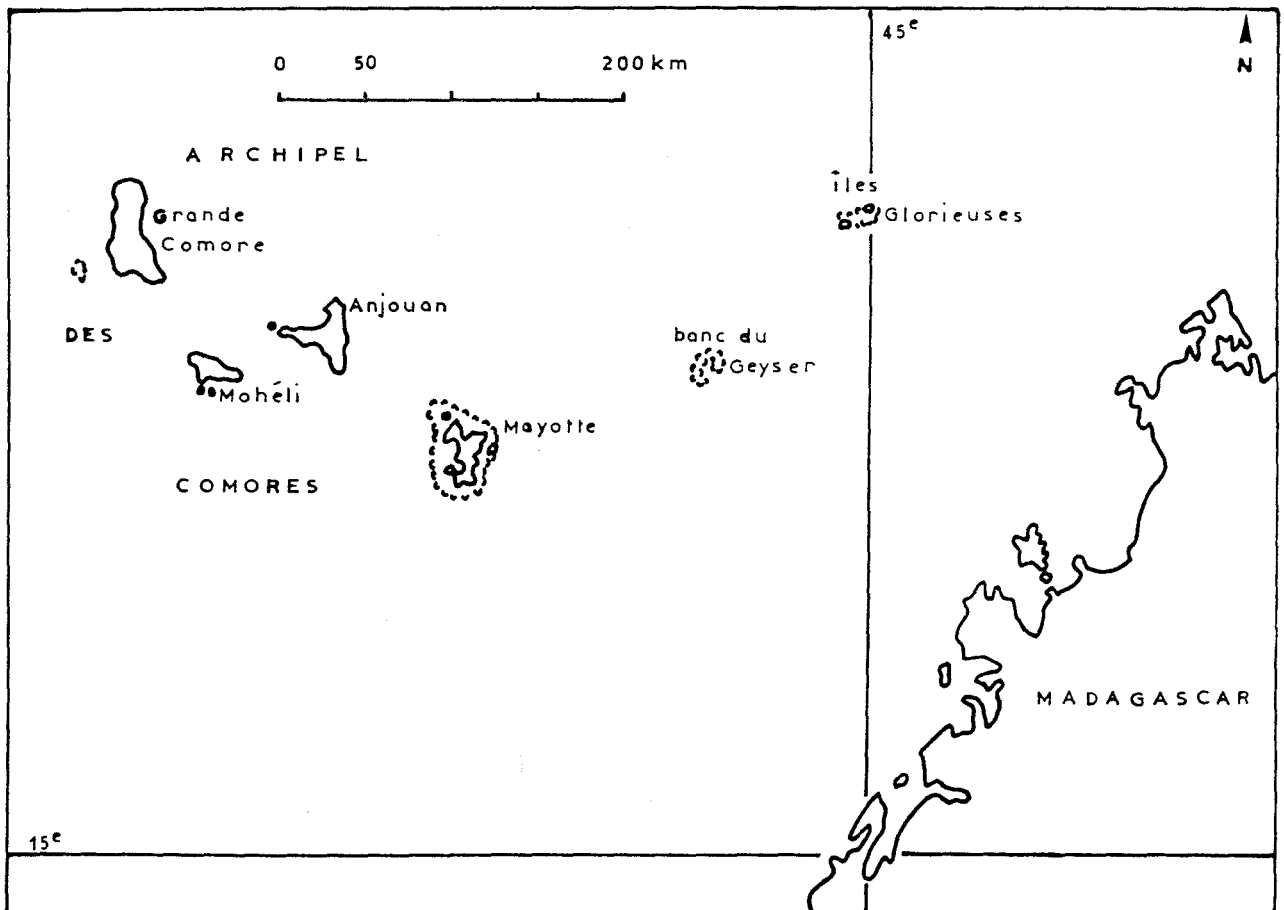 45e
N
0 50 200 km
ARCHIPEL
îles
Glorieuses
Grande
Comore
Anjouan
DES
banc du
Geyser
Mohéli
Mayotte
COMORES
MADAGASCAR
15e